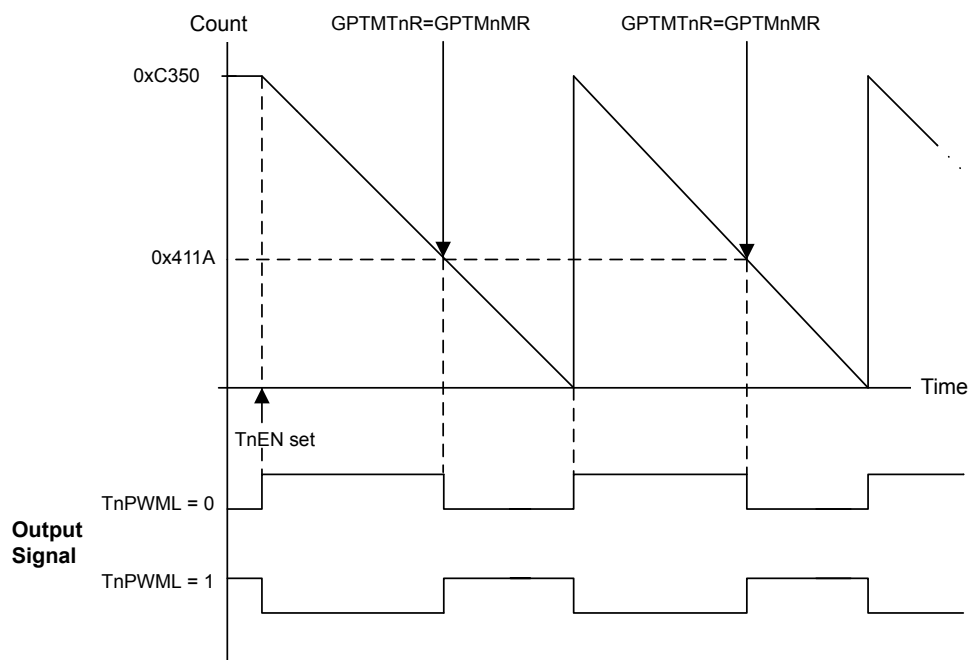 Count
GPTMTnR=GPTMnMR
GPTMTnR=GPTMnMR
0xC350
0x411A
Time
TnEN set
TnPWML = 0
Output
Signal
TnPWML = 1